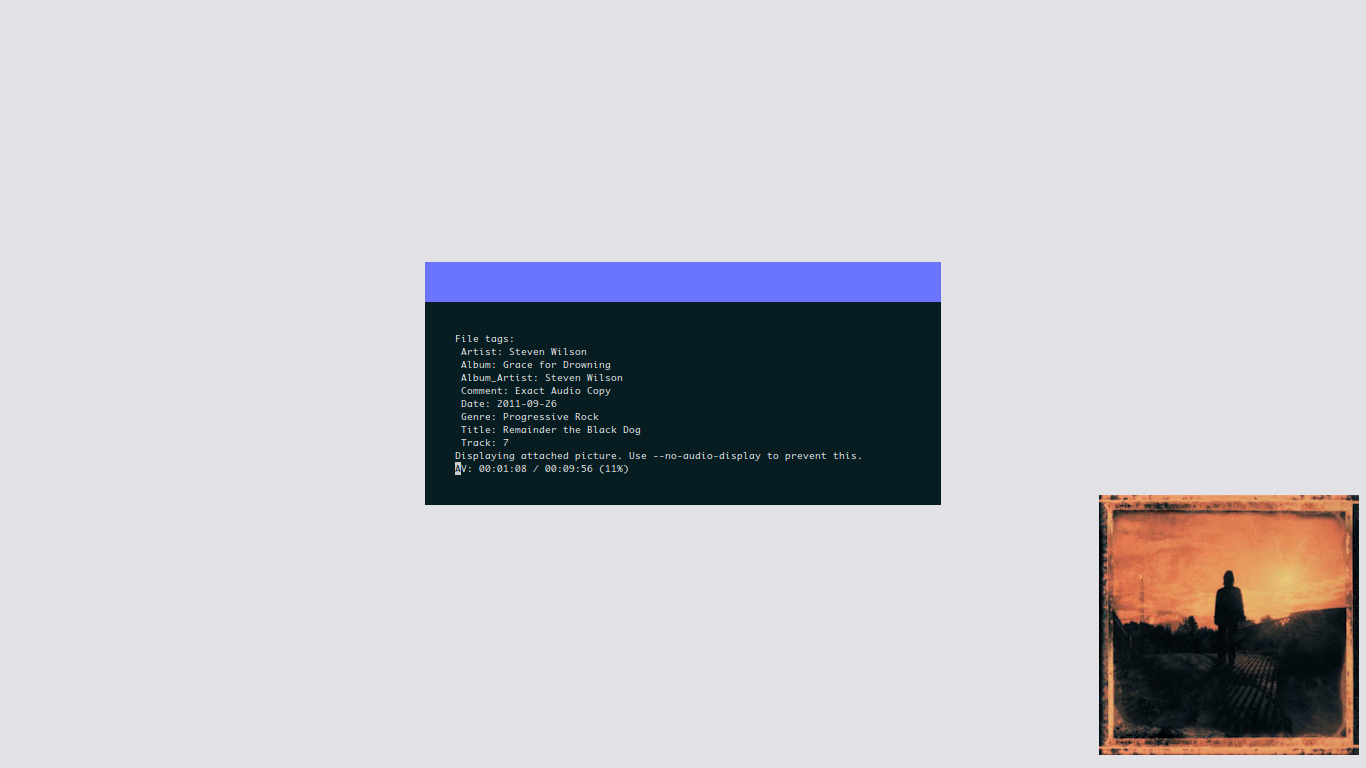 File tags:
Artist: Steven Wilson
Album: Grace for Drowning
Album_Artist: Steven Wilson
Comment: Exact Audio Copy
Date: 2011-09-26
Genre: Progressive Rock
Title: Remainder the Black Dog
Track: 7
Displaying attached picture. Use --no-audio-display to prevent this.
AV: 00:01:08 / 00:09:56 (11%)